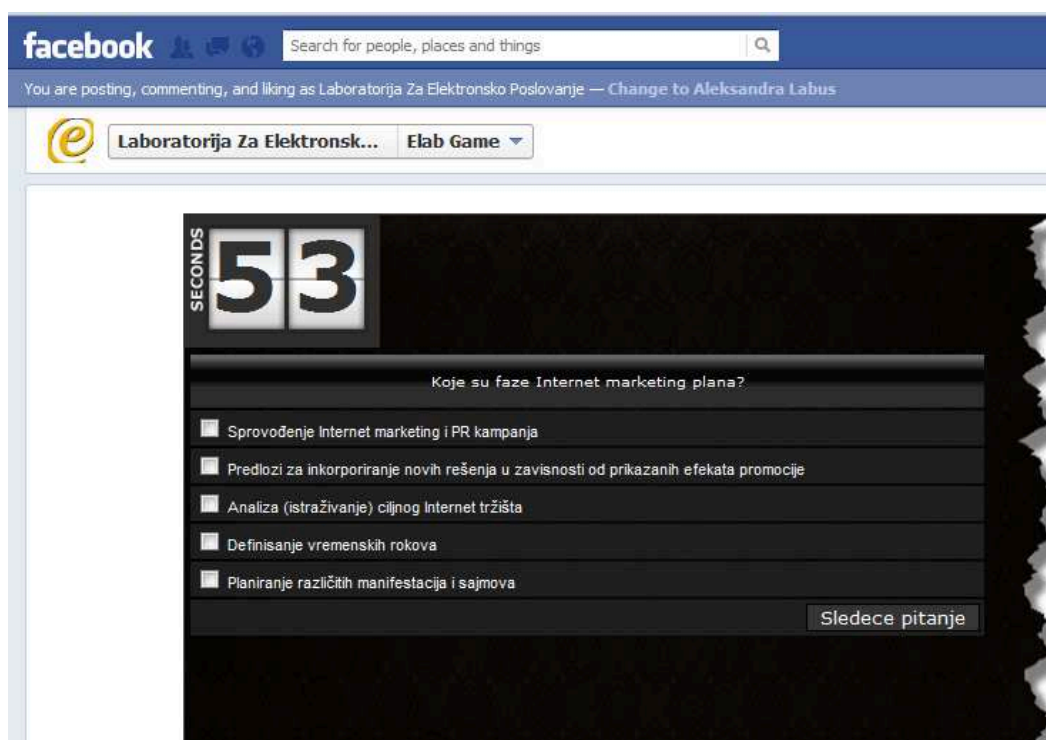 facebook
Search for people, places and things
You are posting, commenting, and liking as Laboratorija Za Elektronsko Poslovanje — Change to Aleksandra Labus
e Laboratorija Za Elektronsk... Elab Game
SECONDS
53
Koje su faze Internet marketing plana?
Sprovođenje Internet marketing i PR kampanja
Predlozi za inkorporiranje novih rešenja u zavisnosti od prikazanih efekata promocije
Analiza (istraživanje) ciljnog Internet tržišta
Definisanje vremenskih rokova
Planiranje različitih manifestacija i sajmova
Sledece pitanje